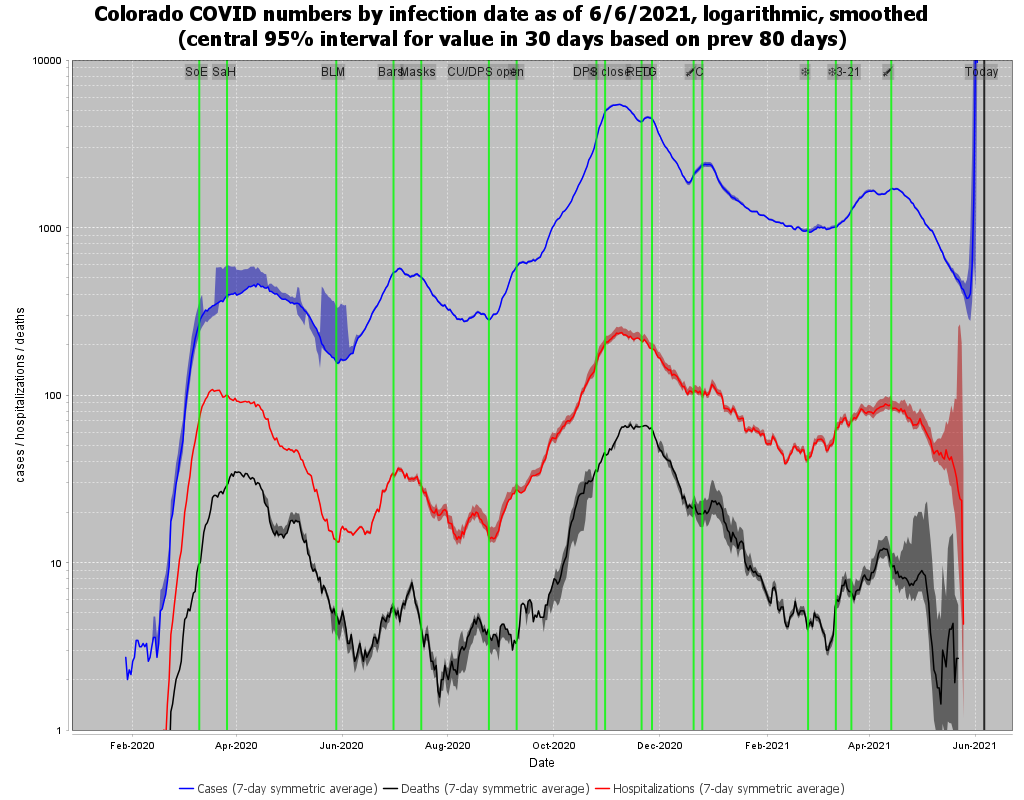 Colorado COVID numbers by infection date as of 6/6/2021, logarithmic, smoothed
(central 95% interval for value in 30 days based on prev 80 days)
10000
SoE SaH BLM Bars Masks CU/DPS open DPS close RED TG C 3-21 Today
1000
100
10
1
cases / hospitalizations / deaths
Feb-2020 Apr-2020 Jun-2020 Aug-2020 Oct-2020 Dec-2020 Feb-2021 Apr-2021 Jun-2021
Date
Cases (7-day symmetric average) Deaths (7-day symmetric average) Hospitalizations (7-day symmetric average)